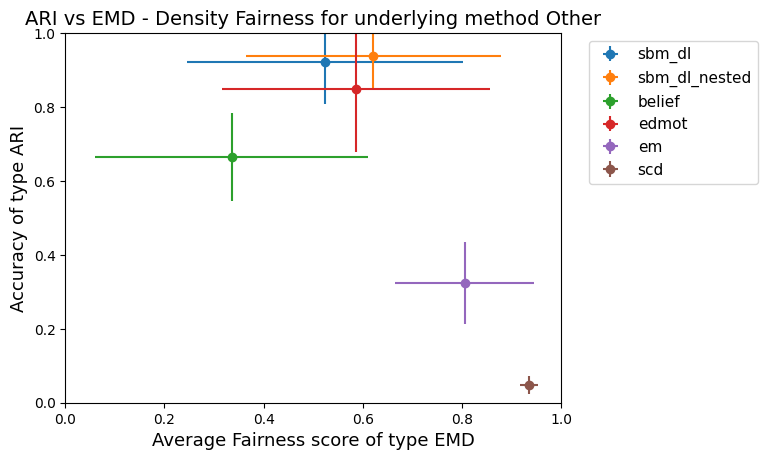 ARI vs EMD - Density Fairness for underlying method Other
Accuracy of type ARI
1.0
0.8
0.6
0.4
0.2
0.0
0.0 0.2 0.4 0.6 0.8 1.0
Average Fairness score of type EMD
sbm_dl
sbm_dl_nested
belief
edmot
em
scd